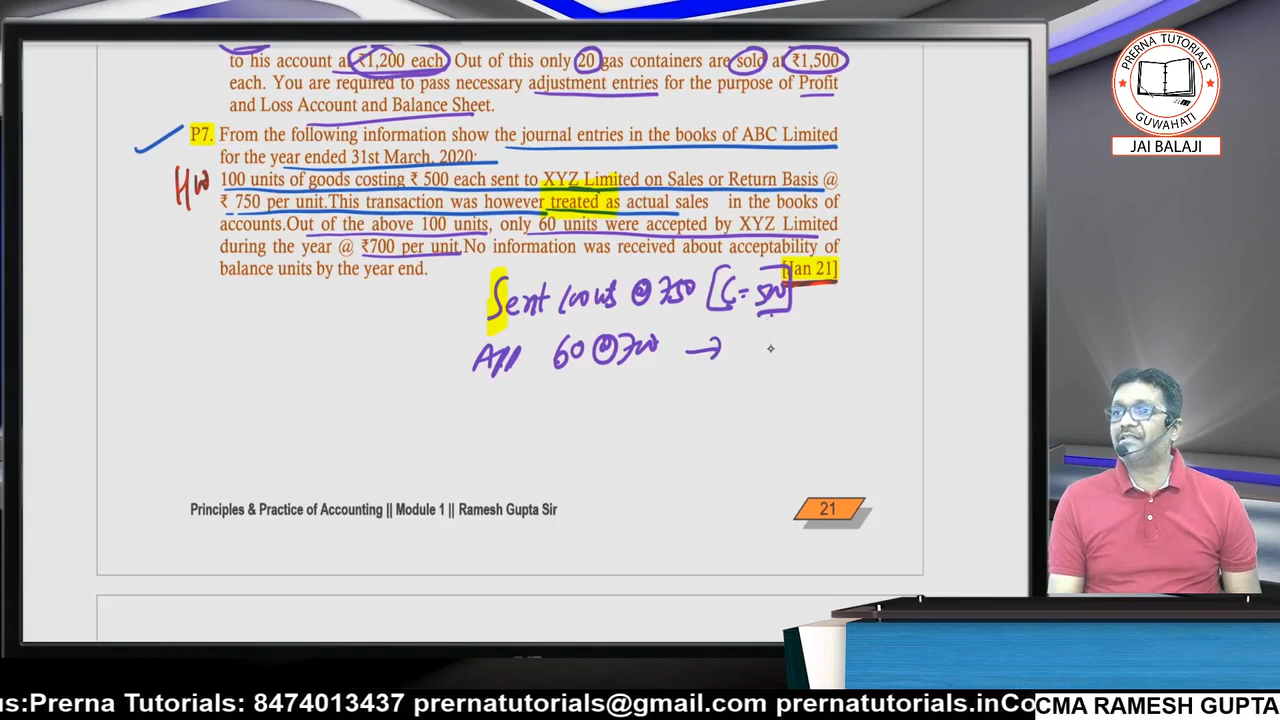 to his account at ₹1,200 each. Out of this only 20 gas containers are sold at ₹1,500
each. You are required to pass necessary adjustment entries for the purpose of Profit
and Loss Account and Balance Sheet.
P7. From the following information show the journal entries in the books of ABC Limited
for the year ended 31st March, 2020:
HW
100 units of goods costing ₹ 500 each sent to XYZ Limited on Sales or Return Basis @
₹ 750 per unit.This transaction was however treated as actual sales in the books of
accounts.Out of the above 100 units, only 60 units were accepted by XYZ Limited
during the year @ ₹700 per unit.No information was received about acceptability of
balance units by the year end. [Jan 21]
Sent 100 @ 750 [C = 500]
App 60 @ 700 →
Principles & Practice of Accounting || Module 1 || Ramesh Gupta Sir
21
PRERNA TUTORIALS
GUWAHATI
JAI BALAJI
us:Prerna Tutorials: 8474013437 prernatutorials@gmail.com prernatutorials.inCo
CMA RAMESH GUPTA